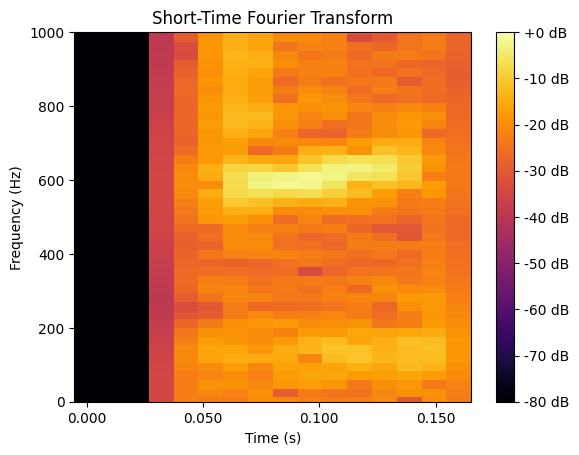 Short-Time Fourier Transform
1000
800
600
400
200
0
Frequency (Hz)
0.000
0.050
0.100
0.150
Time (s)
+0 dB
-10 dB
-20 dB
-30 dB
-40 dB
-50 dB
-60 dB
-70 dB
-80 dB